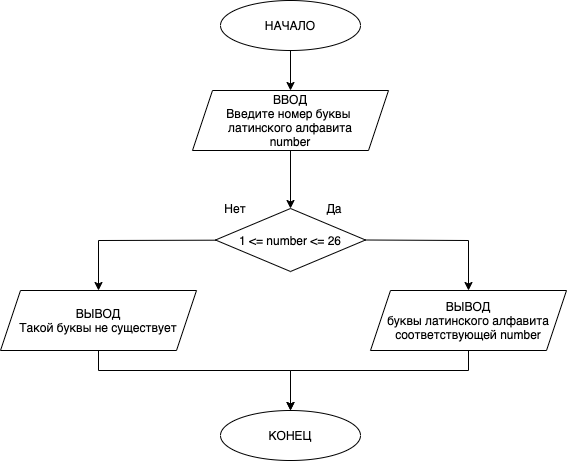 НАЧАЛО
ВВОД
Введите номер буквы
латинского алфавита
number
Нет
Да
1 <= number <= 26
ВЫВОД
Такой буквы не существует
ВЫВОД
буквы латинского алфавита
соответствующей number
КОНЕЦ